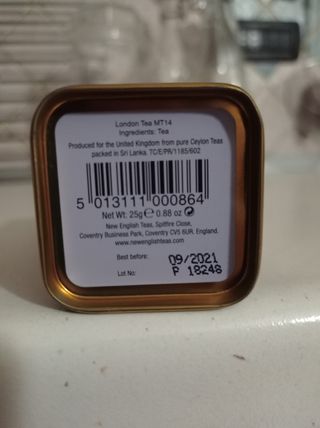 London Tea MT14
Ingredients: Tea
Produced for the United Kingdom from pure Ceylon Teas
packed in Sri Lanka. TC/E/PR/1185/602
5 013111 000864
Net Wt: 25g ℮ 0.88 oz
New English Teas, Spitfire Close,
Coventry Business Park, Coventry CV5 6UR, England.
www.newenglishteas.com
Best before: 09/2021
Lot No: P 18248